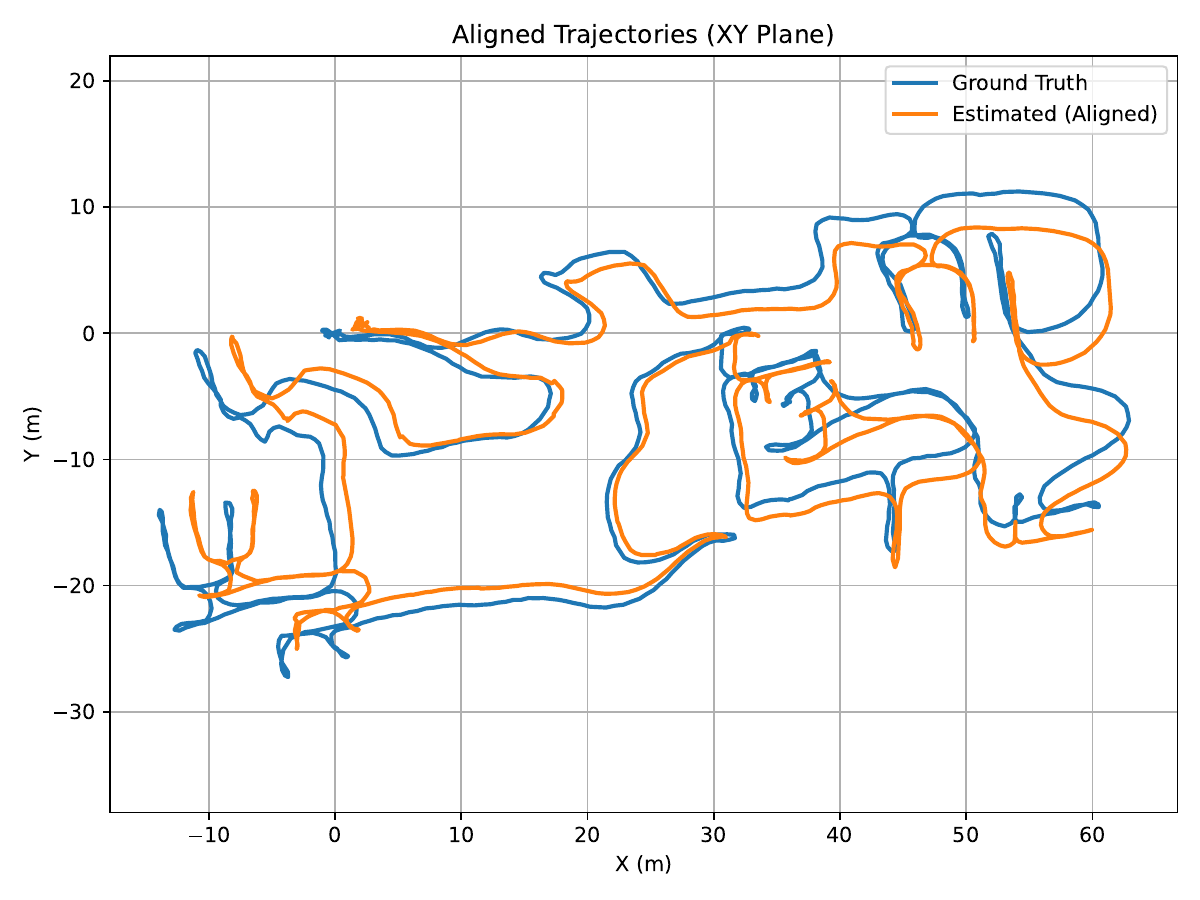 Aligned Trajectories (XY Plane)
Ground Truth
Estimated (Aligned)
20
10
0
−10
−20
−30
Y (m)
−10 0 10 20 30 40 50 60
X (m)